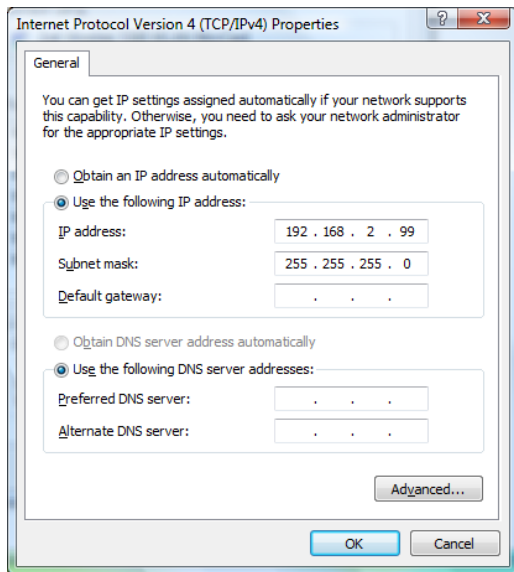 Internet Protocol Version 4 (TCP/IPv4) Properties
?
X
General
You can get IP settings assigned automatically if your network supports
this capability. Otherwise, you need to ask your network administrator
for the appropriate IP settings.
Obtain an IP address automatically
Use the following IP address:
IP address: 192 . 168 . 2 . 99
Subnet mask: 255 . 255 . 255 . 0
Default gateway: . . .
Obtain DNS server address automatically
Use the following DNS server addresses:
Preferred DNS server: . . .
Alternate DNS server: . . .
Advanced...
OK Cancel